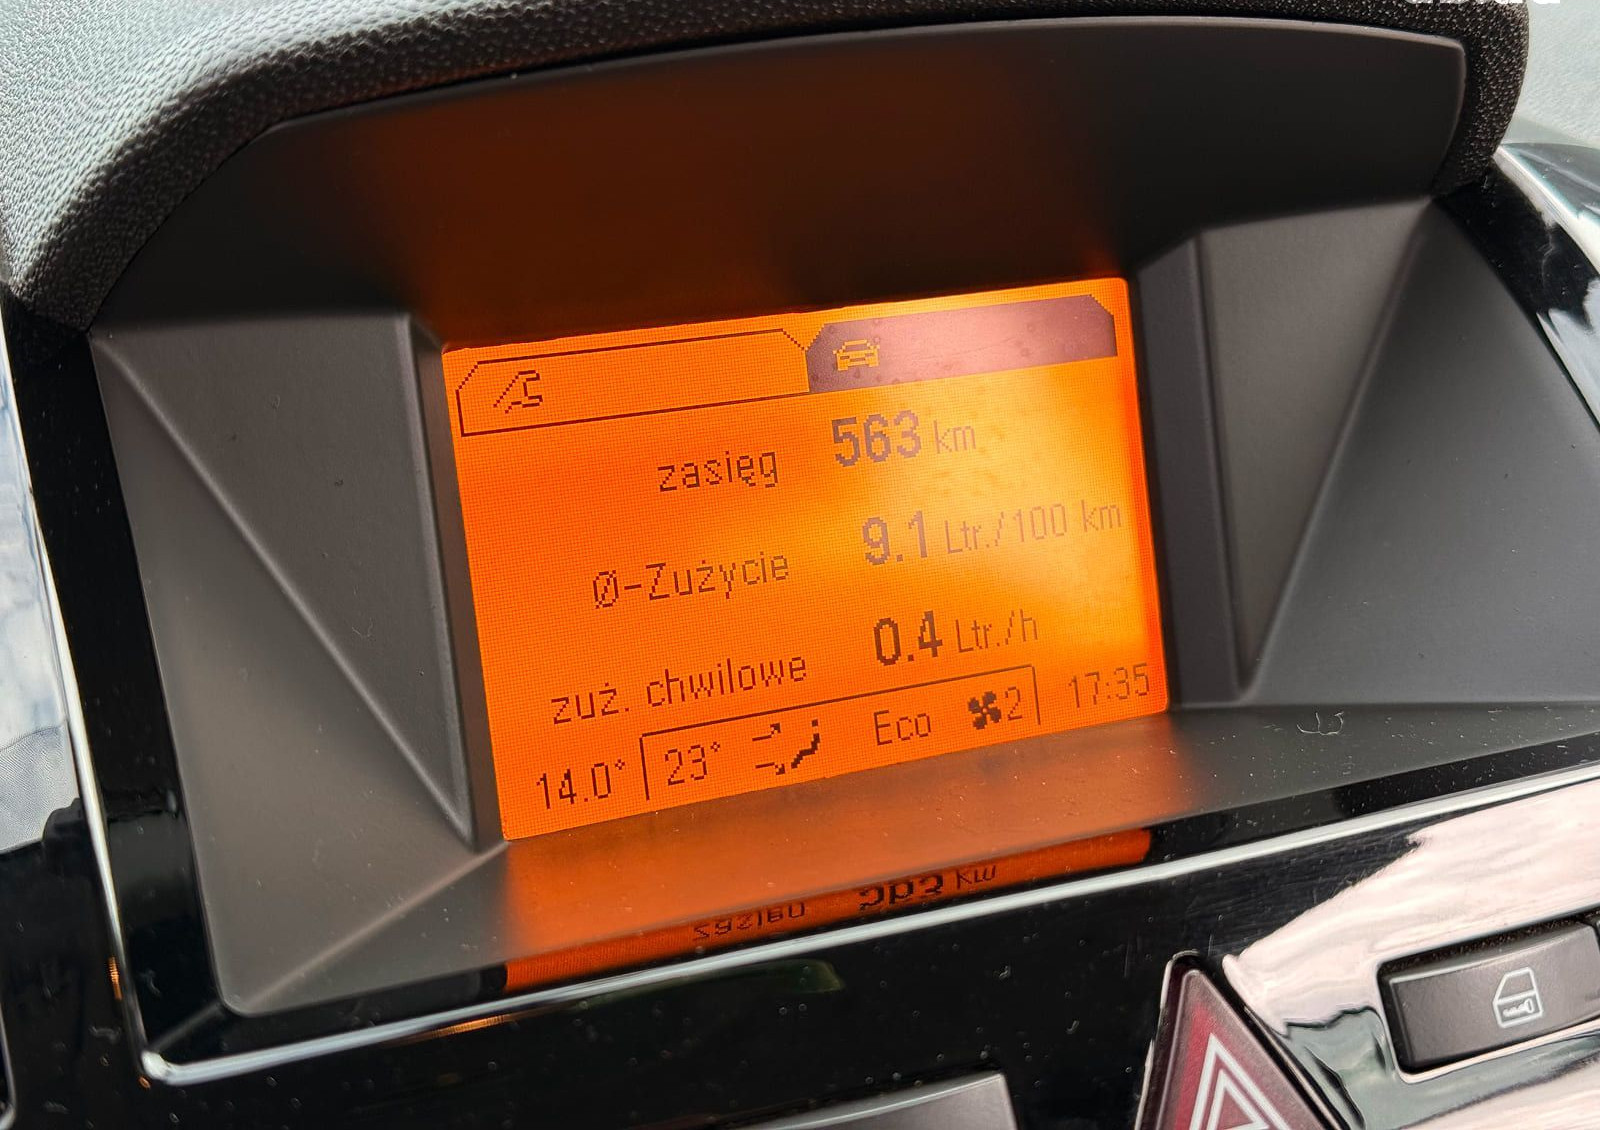 zasięg 563 km
Ø-Zużycie 9.1 Ltr./100 km
zuż. chwilowe 0.4 Ltr./h
14.0° 23° Eco 2 17:35